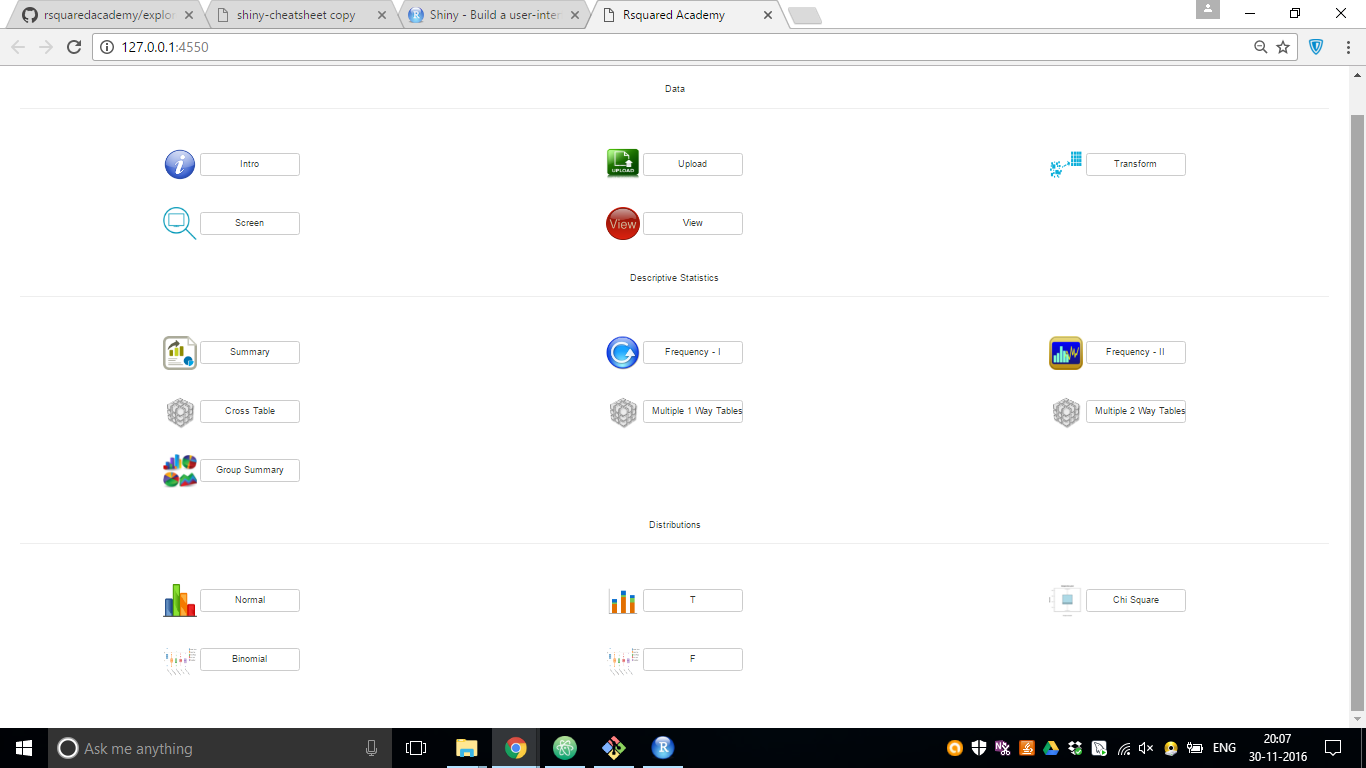 rsquaredacademy/explor
shiny-cheatsheet copy
Shiny - Build a user-inter
Rsquared Academy
127.0.0.1:4550
Data
Intro
UPLOAD
Upload
Transform
Screen
View
View
Descriptive Statistics
Summary
Frequency - I
Frequency - II
Cross Table
Multiple 1 Way Tables
Multiple 2 Way Tables
Group Summary
Distributions
Normal
T
Chi Square
Binomial
F
Ask me anything
ENG
20:07
30-11-2016